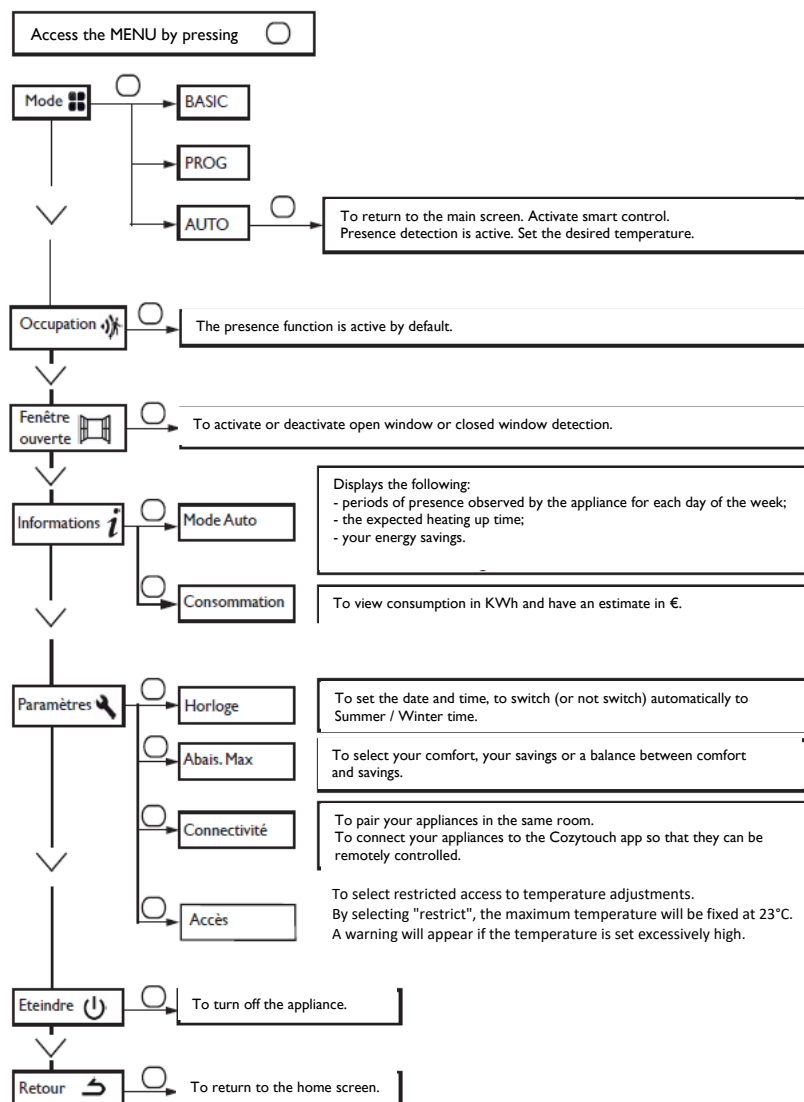 Access the MENU by pressing
Mode
BASIC
PROG
AUTO
To return to the main screen. Activate smart control.
Presence detection is active. Set the desired temperature.
Occupation
The presence function is active by default.
Fenêtre
ouverte
To activate or deactivate open window or closed window detection.
Informations
Mode Auto
Displays the following:
- periods of presence observed by the appliance for each day of the week;
- the expected heating up time;
- your energy savings.
Consommation
To view consumption in KWh and have an estimate in €.
Paramètres
Horloge
To set the date and time, to switch (or not switch) automatically to
Summer / Winter time.
Abais. Max
To select your comfort, your savings or a balance between comfort
and savings.
Connectivité
To pair your appliances in the same room.
To connect your appliances to the Cozytouch app so that they can be
remotely controlled.
Accès
To select restricted access to temperature adjustments.
By selecting "restrict", the maximum temperature will be fixed at 23°C.
A warning will appear if the temperature is set excessively high.
Eteindre
To turn off the appliance.
Retour
To return to the home screen.